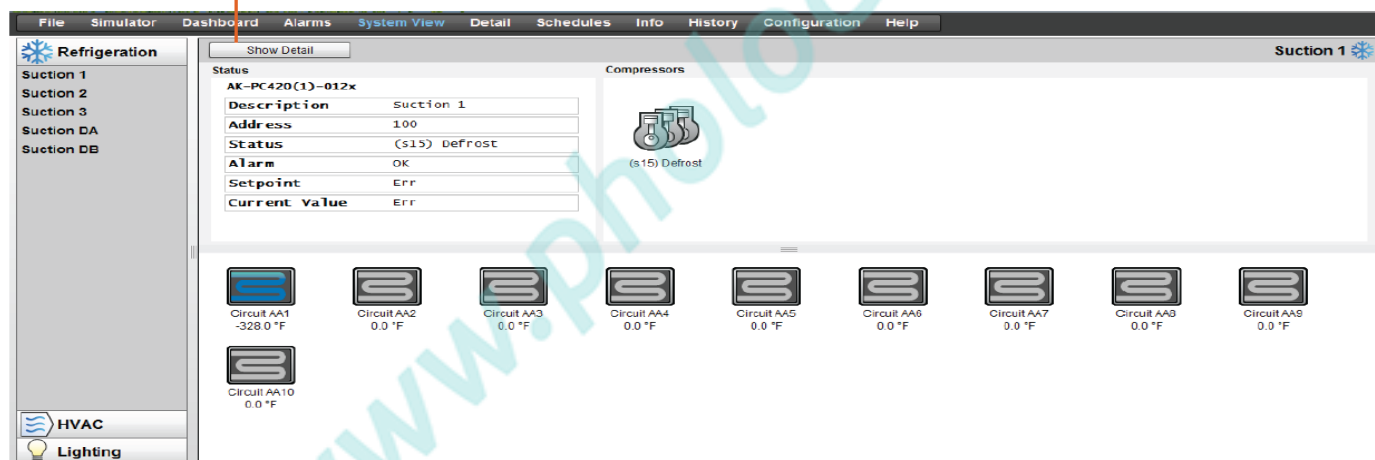 File Simulator Dashboard Alarms System View Detail Schedules Info History Configuration Help
Refrigeration
Suction 1
Suction 2
Suction 3
Suction DA
Suction DB
HVAC
Lighting
Show Detail
Suction 1
Status
AK-PC420(1)-012x
Description Suction 1
Address 100
Status (s15) Defrost
Alarm OK
Setpoint Err
Current Value Err
Compressors
(s15) Defrost
Circuit AA1 Circuit AA2 Circuit AA3 Circuit AA4 Circuit AA5 Circuit AA6 Circuit AA7 Circuit AA8 Circuit AA9
-328.0 °F 0.0 °F 0.0 °F 0.0 °F 0.0 °F 0.0 °F 0.0 °F 0.0 °F 0.0 °F
Circuit AA10
0.0 °F